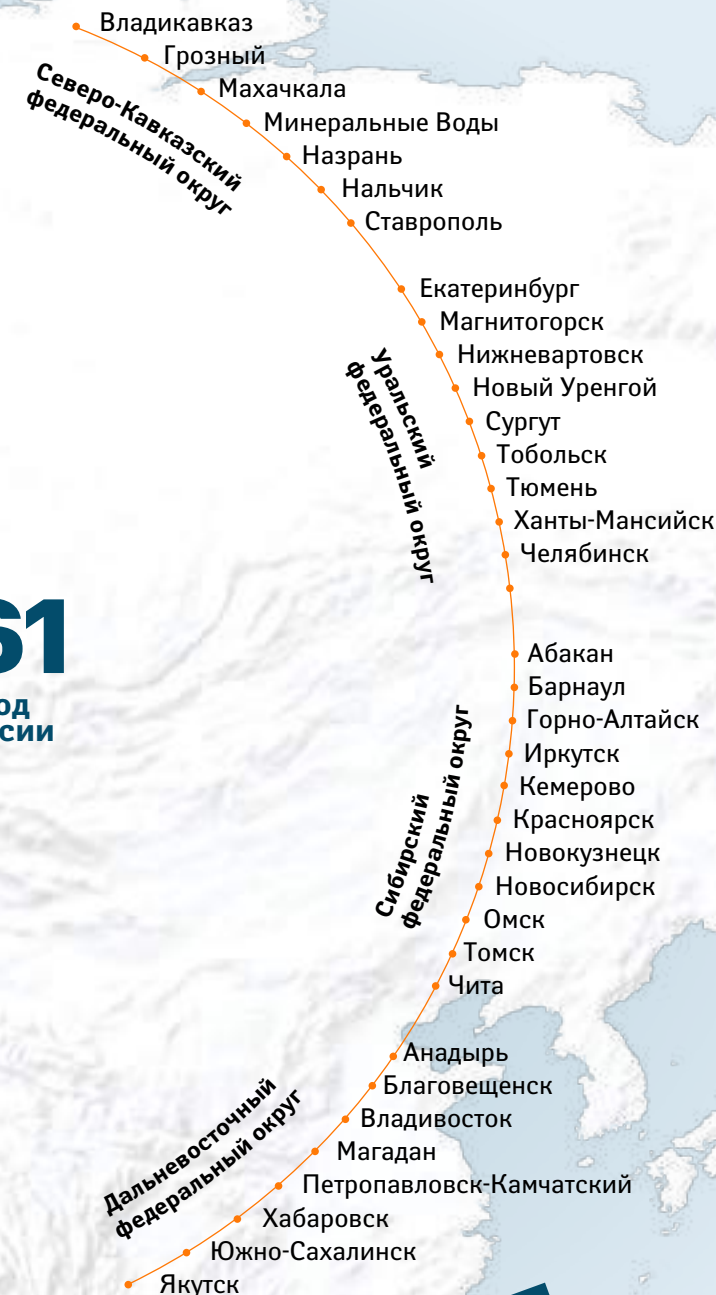 Владикавказ
Грозный
Махачкала
Минеральные Воды
Назрань
Нальчик
Ставрополь
Северо-Кавказский
федеральный округ
Екатеринбург
Магнитогорск
Нижневартовск
Новый Уренгой
Сургут
Тобольск
Тюмень
Ханты-Мансийск
Челябинск
Уральский
федеральный округ
61
од
сии
Абакан
Барнаул
Горно-Алтайск
Иркутск
Кемерово
Красноярск
Новокузнецк
Новосибирск
Омск
Томск
Чита
Сибирский
федеральный округ
Анадырь
Благовещенск
Владивосток
Магадан
Петропавловск-Камчатский
Хабаровск
Южно-Сахалинск
Якутск
Дальневосточный
федеральный округ